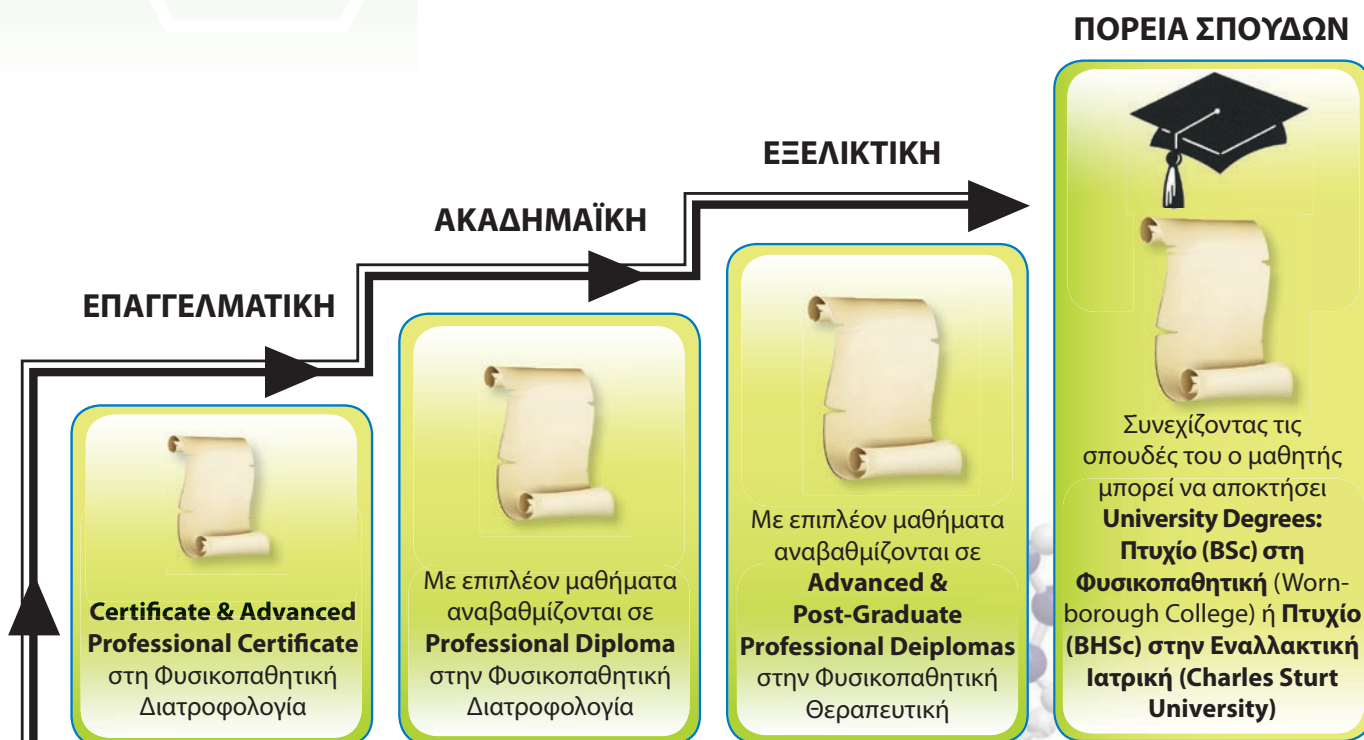 ΠΟΡΕΙΑ ΣΠΟΥΔΩΝ
ΕΞΕΛΙΚΤΙΚΗ
ΑΚΑΔΗΜΑΪΚΗ
ΕΠΑΓΓΕΛΜΑΤΙΚΗ
Certificate & Advanced
Professional Certificate
στη Φυσικοπαθητική
Διατροφολογία
Με επιπλέον μαθήματα
αναβαθμίζονται σε
Professional Diploma
στην Φυσικοπαθητική
Διατροφολογία
Με επιπλέον μαθήματα
αναβαθμίζονται σε
Advanced &
Post-Graduate
Professional Deiplomas
στην Φυσικοπαθητική
Θεραπευτική
Συνεχίζοντας τις
σπουδές του ο μαθητής
μπορεί να αποκτήσει
University Degrees:
Πτυχίο (BSc) στη
Φυσικοπαθητική (Worn-
borough College) ή Πτυχίο
(BHSc) στην Εναλλακτική
Ιατρική (Charles Sturt
University)